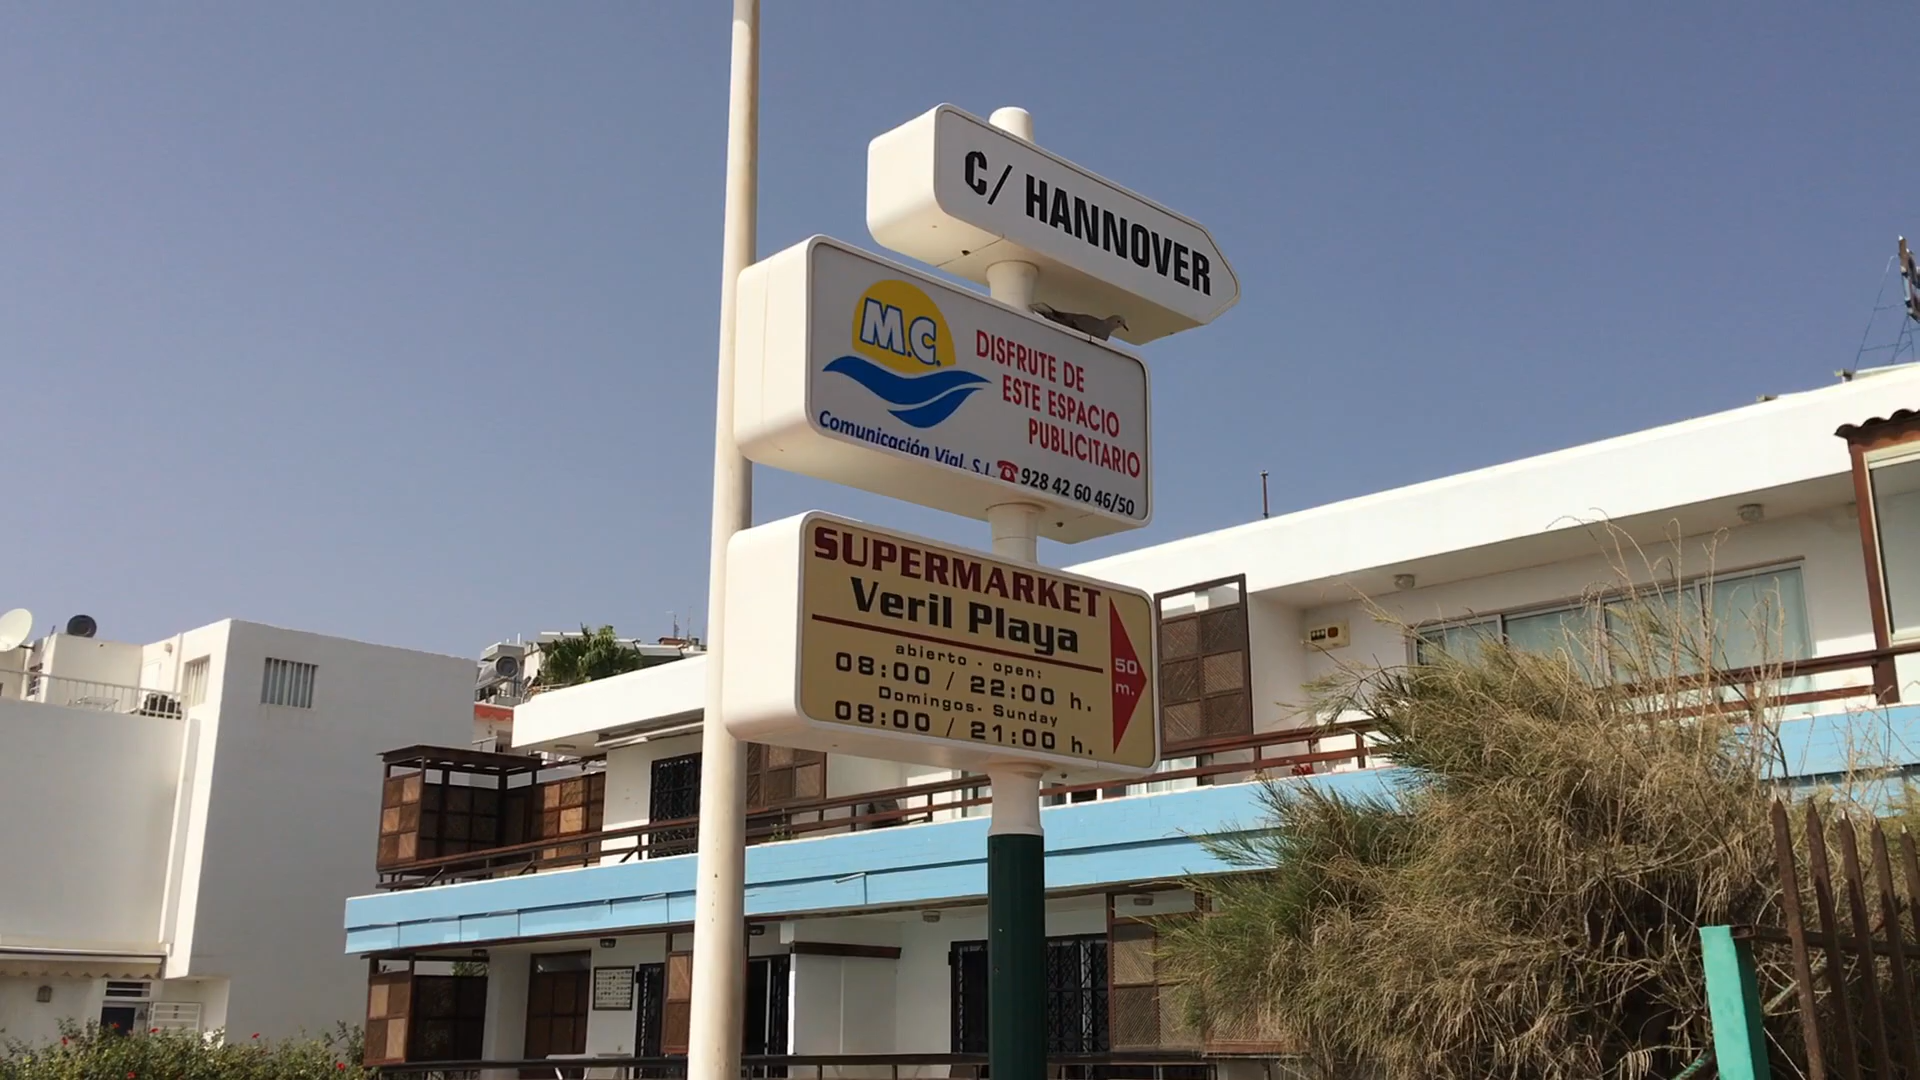 C/ HANNOVER
M.C.
DISFRUTE DE
ESTE ESPACIO
PUBLICITARIO
Comunicación Vial, S.L.
928 42 60 46/50
SUPERMARKET
Veril Playa
abierto - open:
08:00 / 22:00 h.
Domingos- Sunday
08:00 / 21:00 h.
50
m.